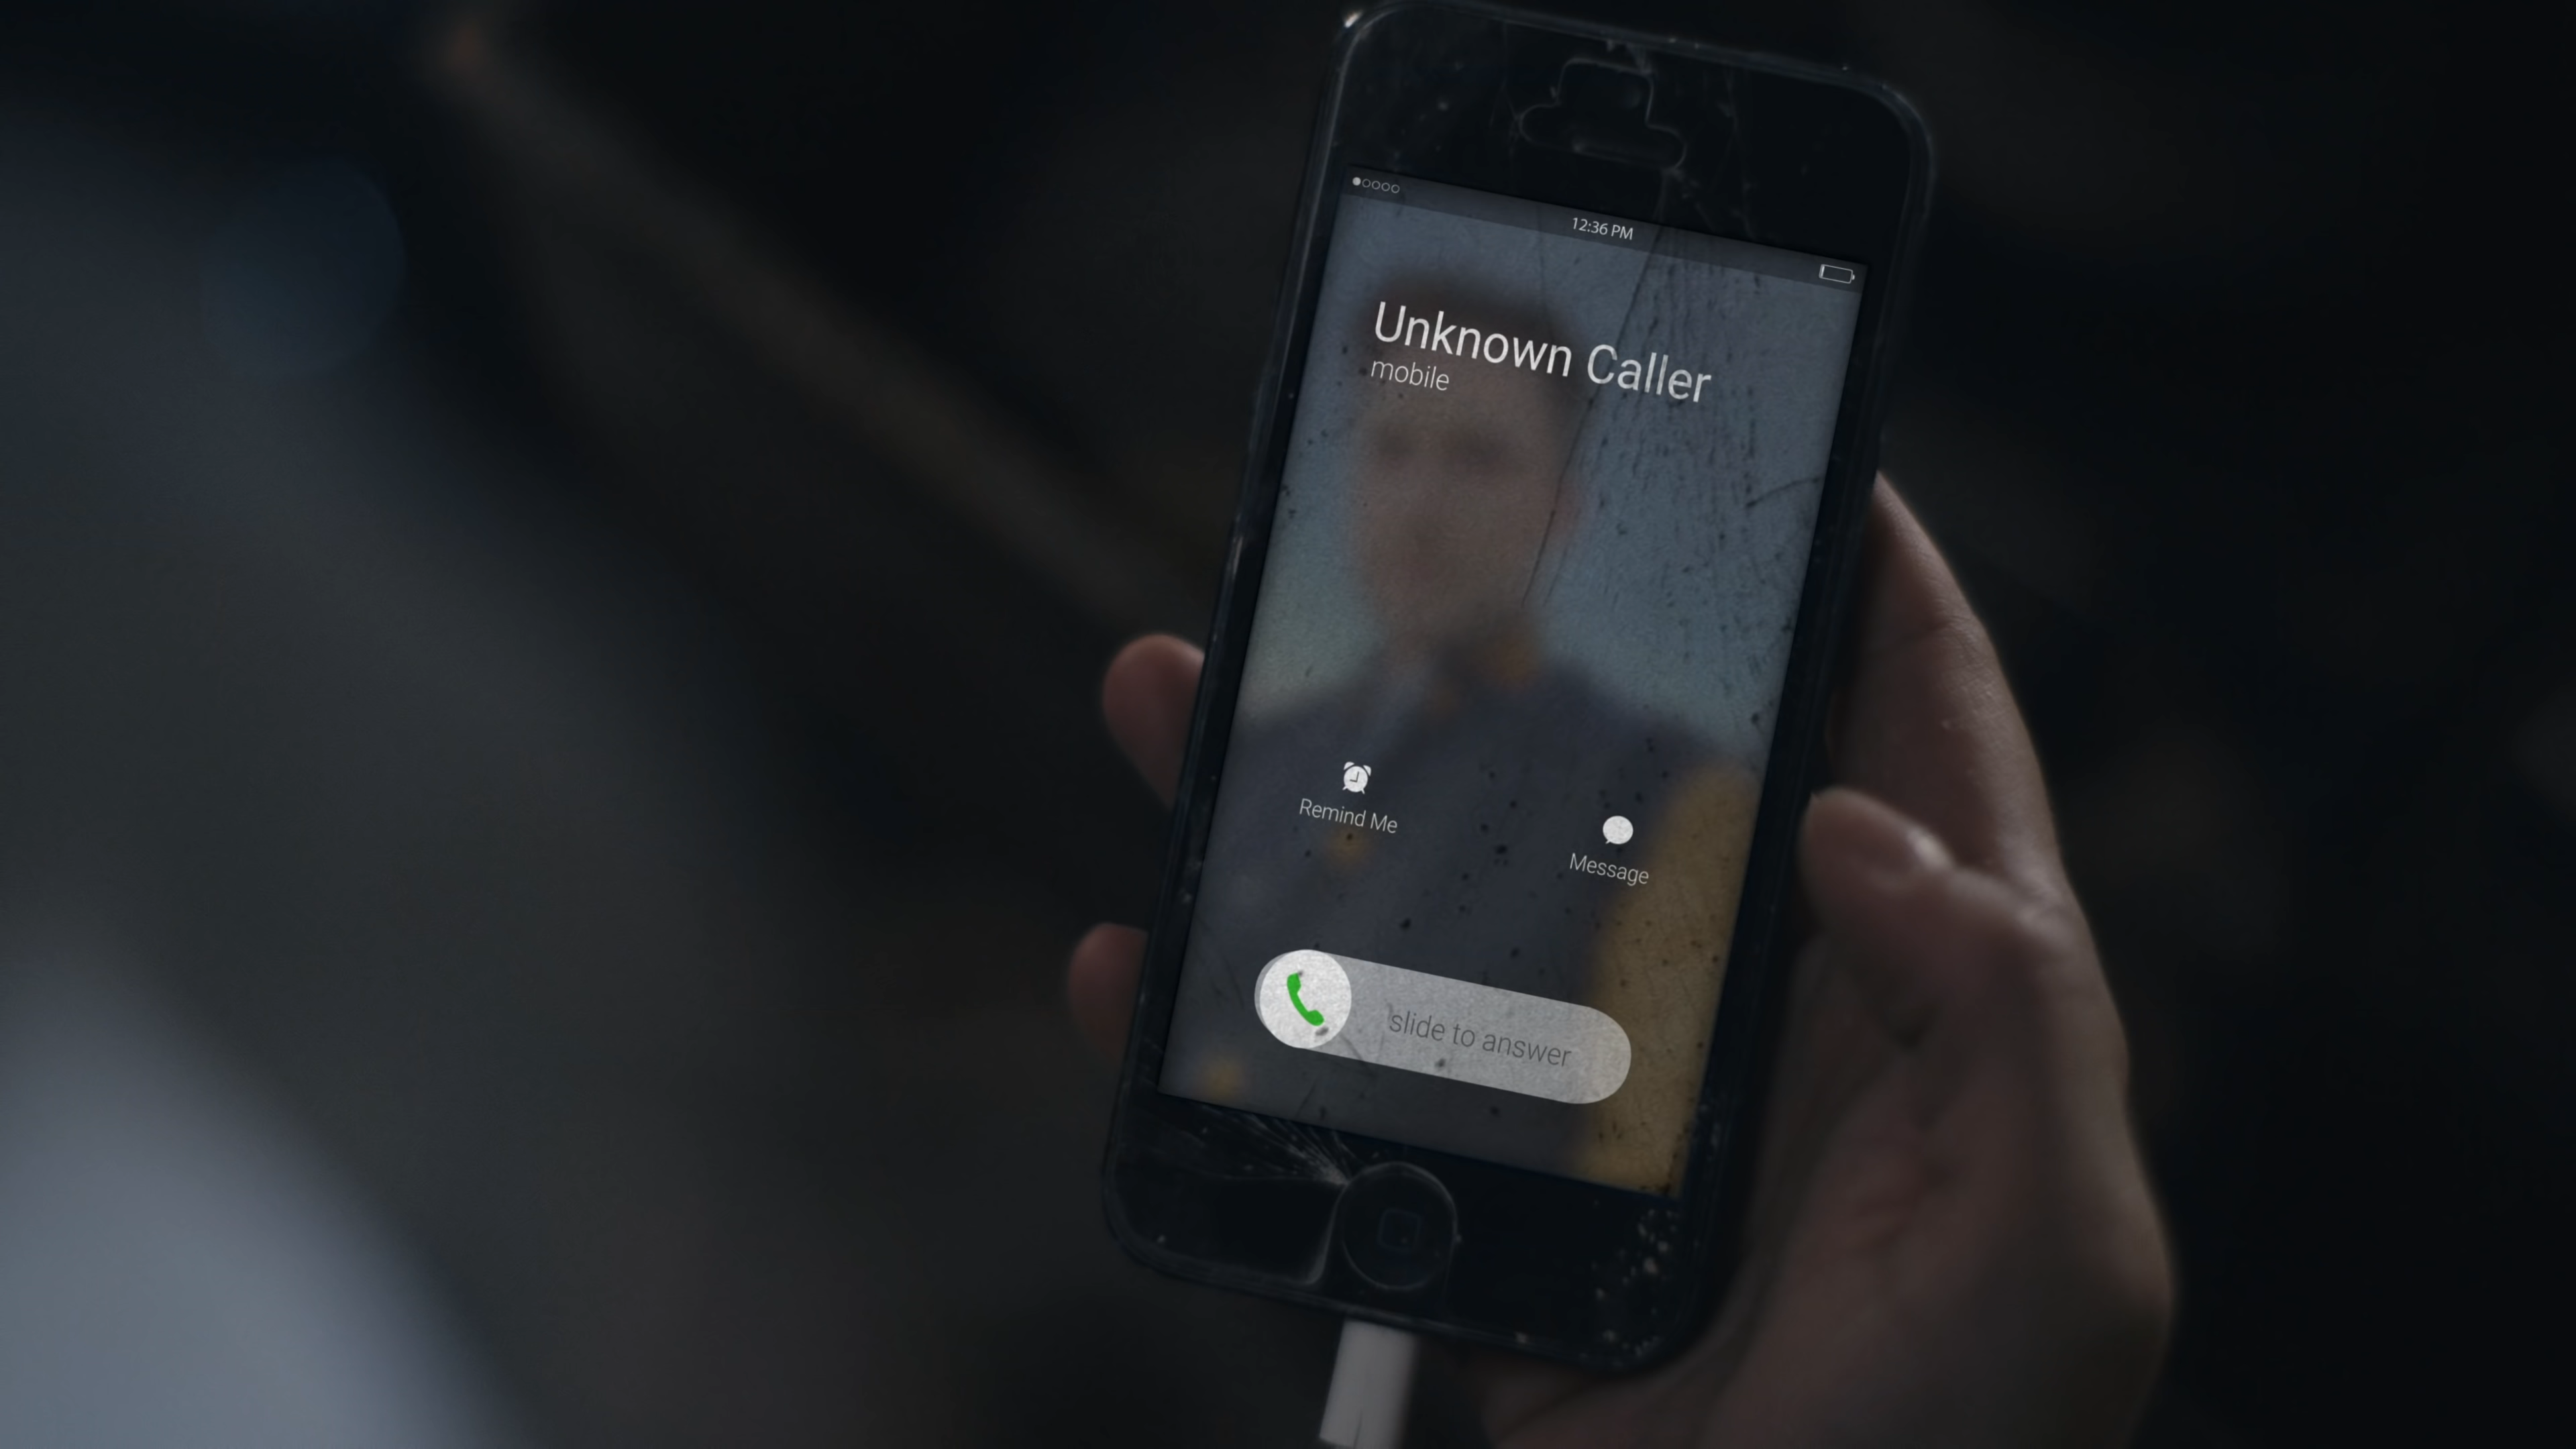 12:36 PM
Unknown Caller
mobile
Remind Me
Message
slide to answer